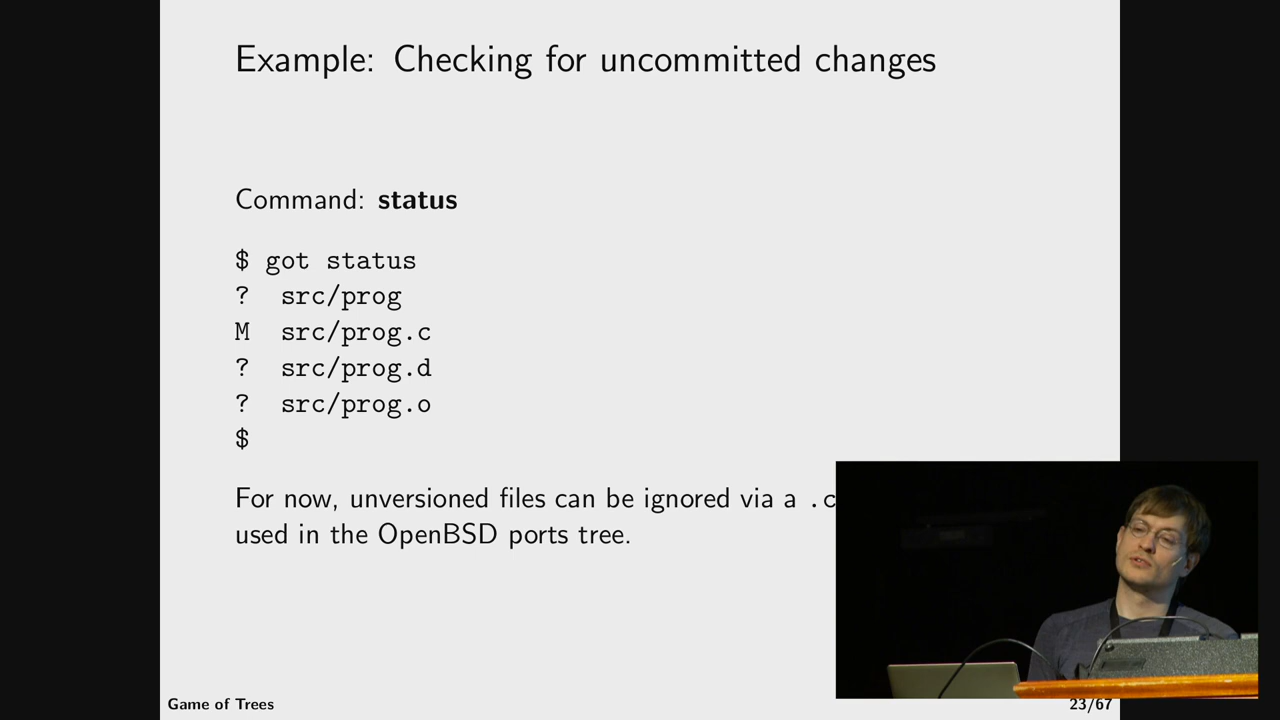 Example: Checking for uncommitted changes
Command: status
$ got status
? src/prog
M src/prog.c
? src/prog.d
? src/prog.o
$
For now, unversioned files can be ignored via a .c
used in the OpenBSD ports tree.
Game of Trees
23/67